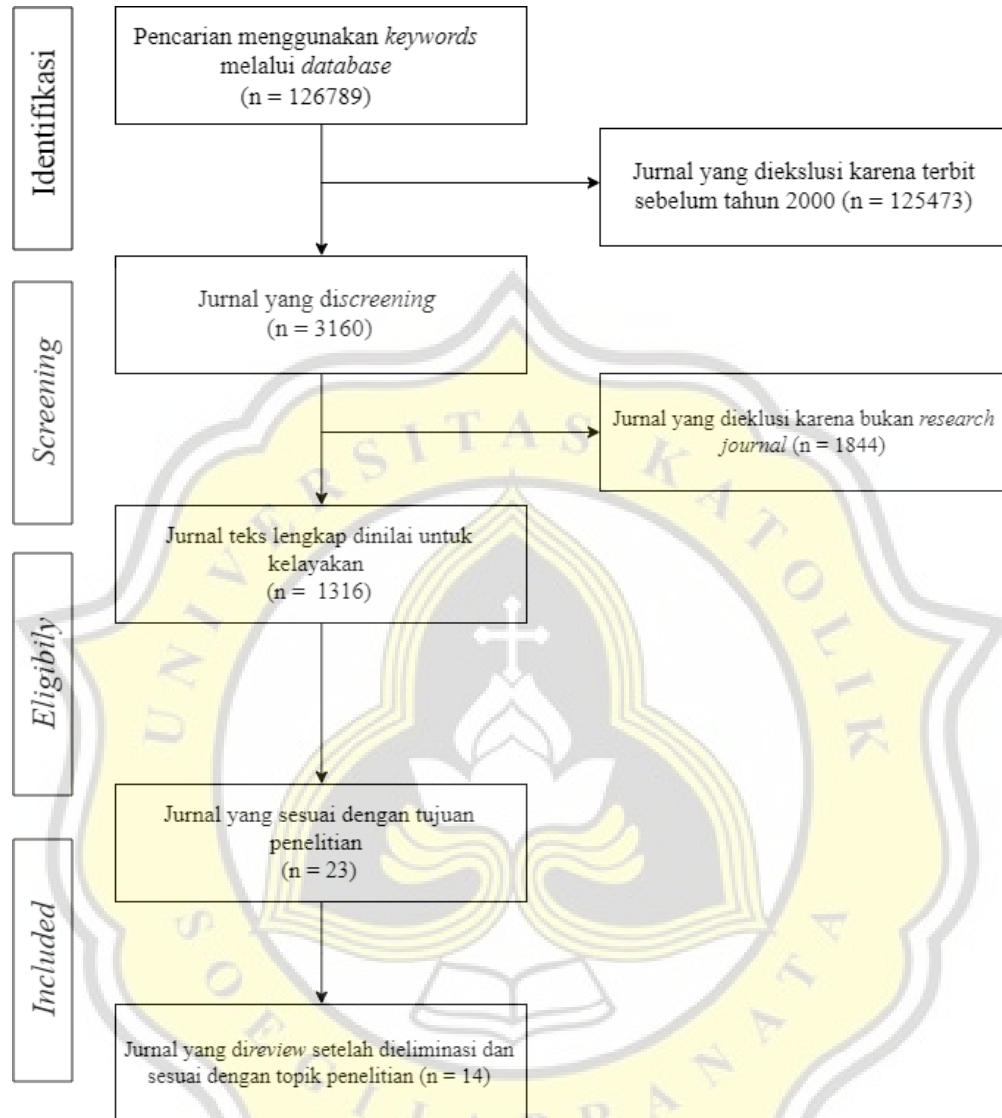 Identifikasi
Pencarian menggunakan keywords
melalui database
(n = 126789)
Jurnal yang diekslusi karena terbit
sebelum tahun 2000 (n = 125473)
Screening
Jurnal yang discreening
(n = 3160)
Jurnal yang dieklusi karena bukan research
journal (n = 1844)
Eligibily
Jurnal teks lengkap dinilai untuk
kelayakan
(n = 1316)
Jurnal yang sesuai dengan tujuan
penelitian
(n = 23)
Included
Jurnal yang direview setelah dieliminasi dan
sesuai dengan topik penelitian (n = 14)
UNIVERSITAS KATOLIK